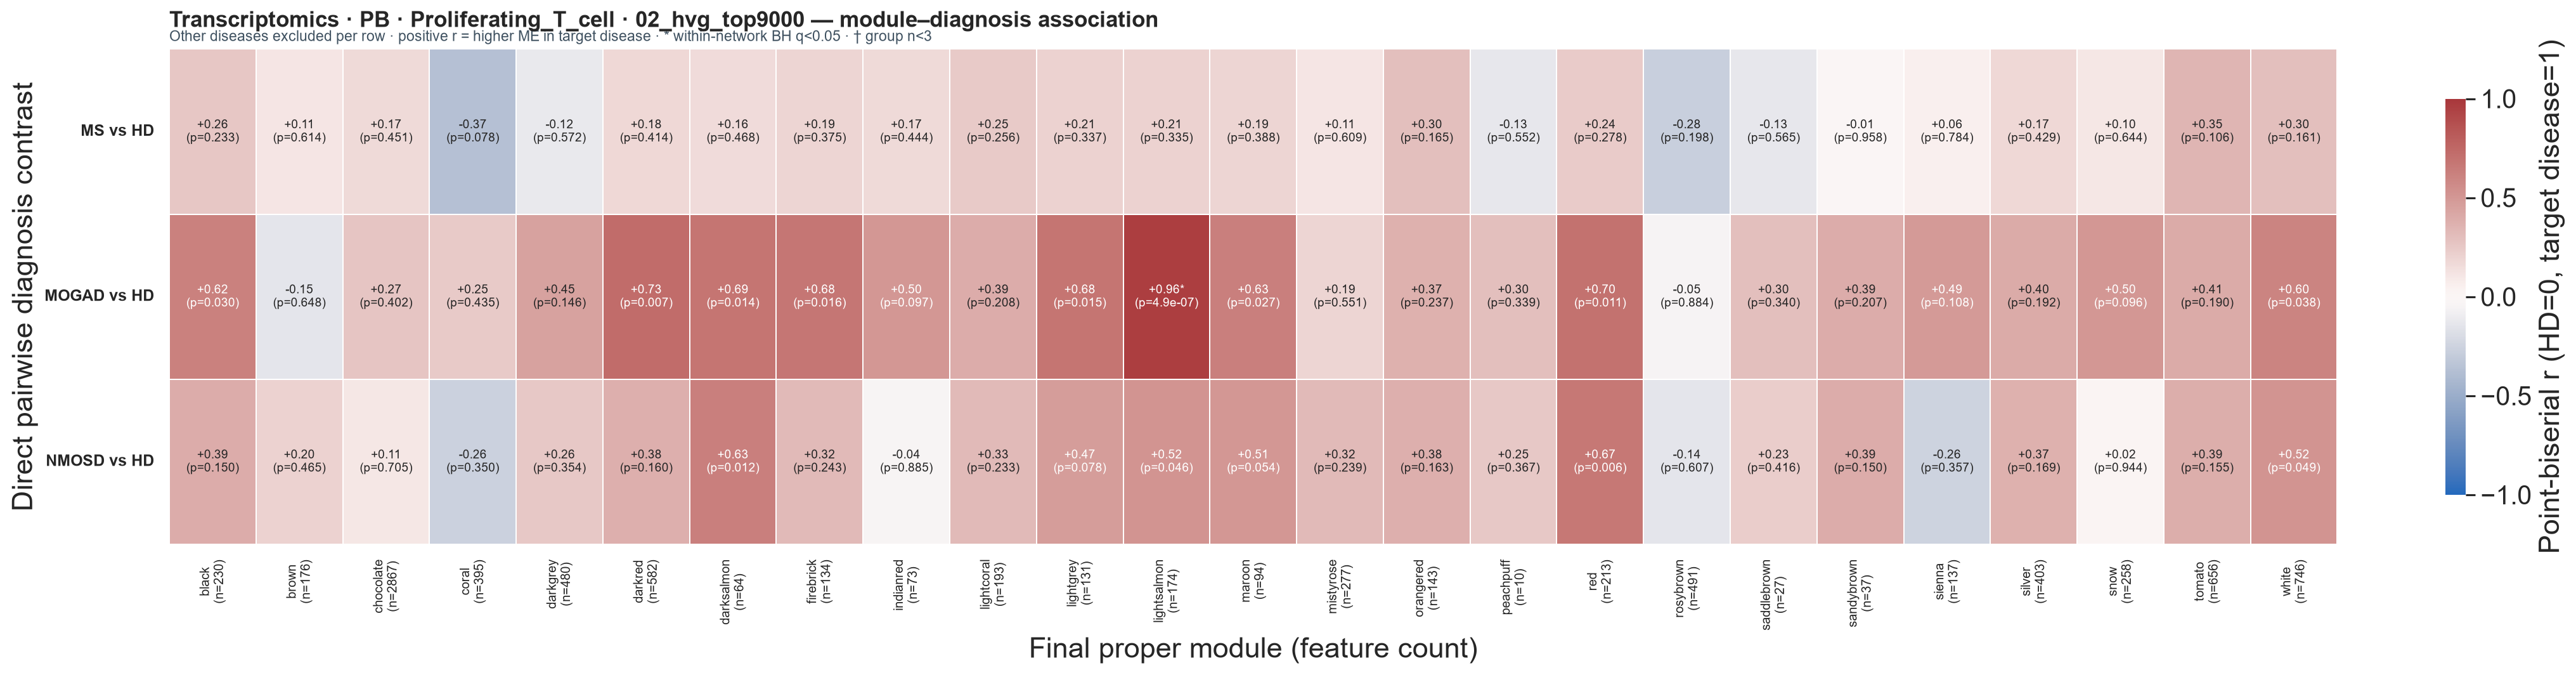 Transcriptomics · PB · Proliferating_T_cell · 02_hvg_top9000 — module–diagnosis association
Other diseases excluded per row · positive r = higher ME in target disease · * within-network BH q<0.05 · † group n<3
Direct pairwise diagnosis contrast
MS vs HD
+0.26 +0.11 +0.17 -0.37 -0.12 +0.18 +0.16 +0.19 +0.17 +0.25 +0.21 +0.21 +0.19 +0.11 +0.30 -0.13 +0.24 -0.28 -0.13 -0.01 +0.06 +0.17 +0.10 +0.35 +0.30
(p=0.233) (p=0.614) (p=0.451) (p=0.078) (p=0.572) (p=0.414) (p=0.468) (p=0.375) (p=0.444) (p=0.256) (p=0.337) (p=0.335) (p=0.388) (p=0.609) (p=0.165) (p=0.552) (p=0.278) (p=0.198) (p=0.565) (p=0.958) (p=0.784) (p=0.429) (p=0.644) (p=0.106) (p=0.161)
MOGAD vs HD
+0.62 -0.15 +0.27 +0.25 +0.45 +0.73 +0.69 +0.68 +0.50 +0.39 +0.68 +0.96* +0.63 +0.19 +0.37 +0.30 +0.70 -0.05 +0.30 +0.39 +0.49 +0.40 +0.50 +0.41 +0.60
(p=0.030) (p=0.648) (p=0.402) (p=0.435) (p=0.146) (p=0.007) (p=0.014) (p=0.016) (p=0.097) (p=0.208) (p=0.015) (p=4.9e-07) (p=0.027) (p=0.551) (p=0.237) (p=0.339) (p=0.011) (p=0.884) (p=0.340) (p=0.207) (p=0.108) (p=0.192) (p=0.096) (p=0.190) (p=0.038)
NMOSD vs HD
+0.39 +0.20 +0.11 -0.26 +0.26 +0.38 +0.63 +0.32 -0.04 +0.33 +0.47 +0.52 +0.51 +0.32 +0.38 +0.25 +0.67 -0.14 +0.23 +0.39 -0.26 +0.37 +0.02 +0.39 +0.52
(p=0.150) (p=0.465) (p=0.705) (p=0.350) (p=0.354) (p=0.160) (p=0.012) (p=0.243) (p=0.885) (p=0.233) (p=0.078) (p=0.046) (p=0.054) (p=0.239) (p=0.163) (p=0.367) (p=0.006) (p=0.607) (p=0.416) (p=0.150) (p=0.357) (p=0.169) (p=0.944) (p=0.155) (p=0.049)
black
(n=230)
brown
(n=176)
chocolate
(n=2867)
coral
(n=395)
darkgrey
(n=480)
darkred
(n=582)
darksalmon
(n=64)
firebrick
(n=134)
indianred
(n=73)
lightcoral
(n=193)
lightgrey
(n=131)
lightsalmon
(n=174)
maroon
(n=94)
mistyrose
(n=277)
orangered
(n=143)
peachpuff
(n=10)
red
(n=213)
rosybrown
(n=491)
saddlebrown
(n=27)
sandybrown
(n=37)
sienna
(n=137)
silver
(n=403)
snow
(n=258)
tomato
(n=656)
white
(n=746)
Final proper module (feature count)
1.0
0.5
0.0
−0.5
−1.0
Point-biserial r (HD=0, target disease=1)